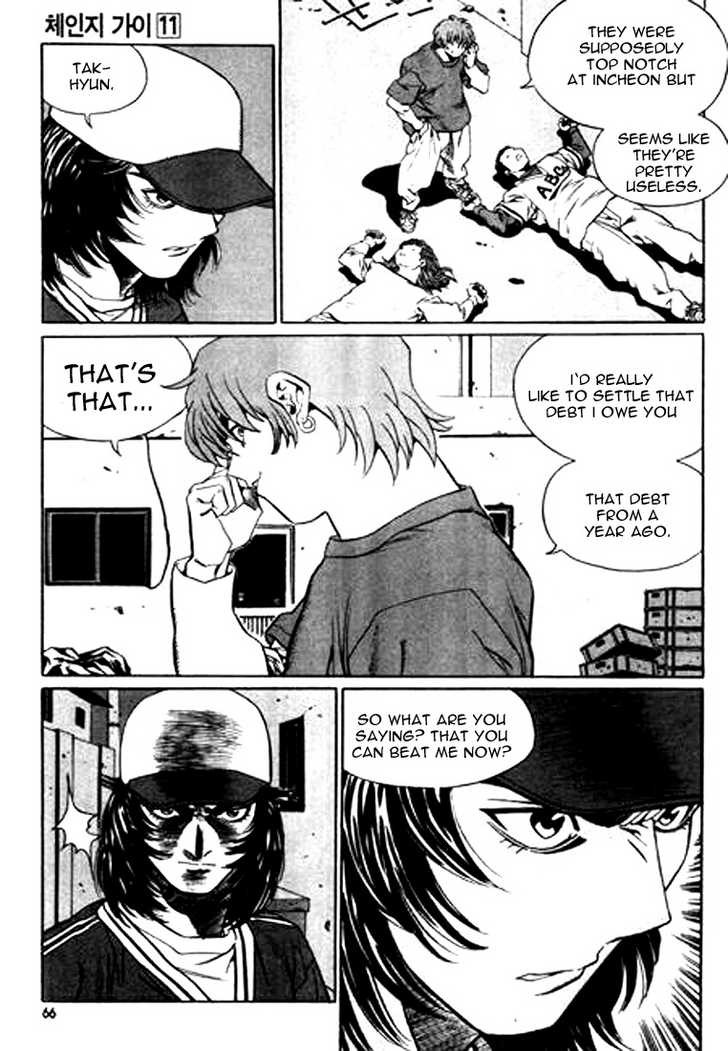 체인지 가이 11
TAK-
HYUN.
THEY WERE
SUPPOSEDLY
TOP NOTCH
AT INCHEON BUT
SEEMS LIKE
THEY'RE
PRETTY
USELESS.
ABC
THAT'S
THAT...
I'D REALLY
LIKE TO SETTLE THAT
DEBT I OWE YOU
THAT DEBT
FROM A
YEAR AGO.
SO WHAT ARE YOU
SAYING? THAT YOU
CAN BEAT ME NOW?
66